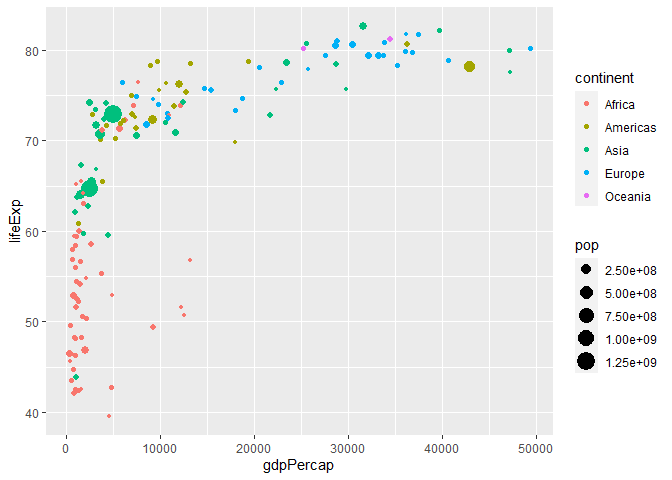 80
70
60
50
40
lifeExp
0
10000
20000
30000
40000
50000
gdpPercap
continent
Africa
Americas
Asia
Europe
Oceania
pop
2.50e+08
5.00e+08
7.50e+08
1.00e+09
1.25e+09